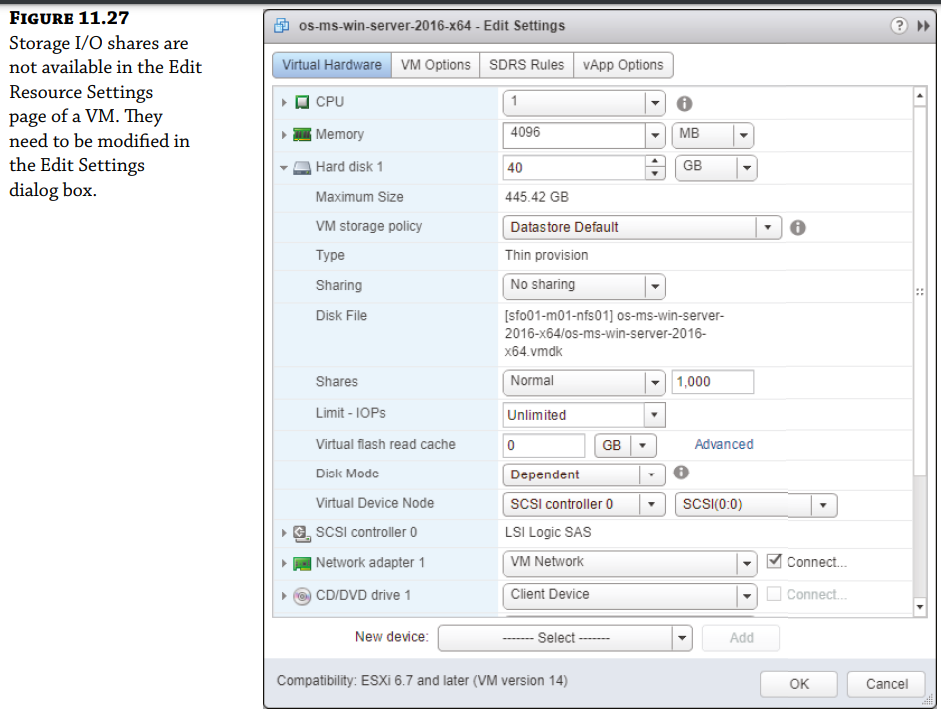 FIGURE 11.27
Storage I/O shares are
not available in the Edit
Resource Settings
page of a VM. They
need to be modified in
the Edit Settings
dialog box.
os-ms-win-server-2016-x64 - Edit Settings
Virtual Hardware VM Options SDRS Rules vApp Options
CPU 1
Memory 4096 MB
Hard disk 1 40 GB
Maximum Size 445.42 GB
VM storage policy Datastore Default
Type Thin provision
Sharing No sharing
Disk File [sfo01-m01-nfs01] os-ms-win-server-
2016-x64/os-ms-win-server-2016-
x64.vmdk
Shares Normal 1,000
Limit - IOPs Unlimited
Virtual flash read cache 0 GB Advanced
Disk Mode Dependent
Virtual Device Node SCSI controller 0 SCSI(0:0)
SCSI controller 0 LSI Logic SAS
Network adapter 1 VM Network Connect...
CD/DVD drive 1 Client Device Connect...
New device: ------- Select ------- Add
Compatibility: ESXi 6.7 and later (VM version 14) OK Cancel